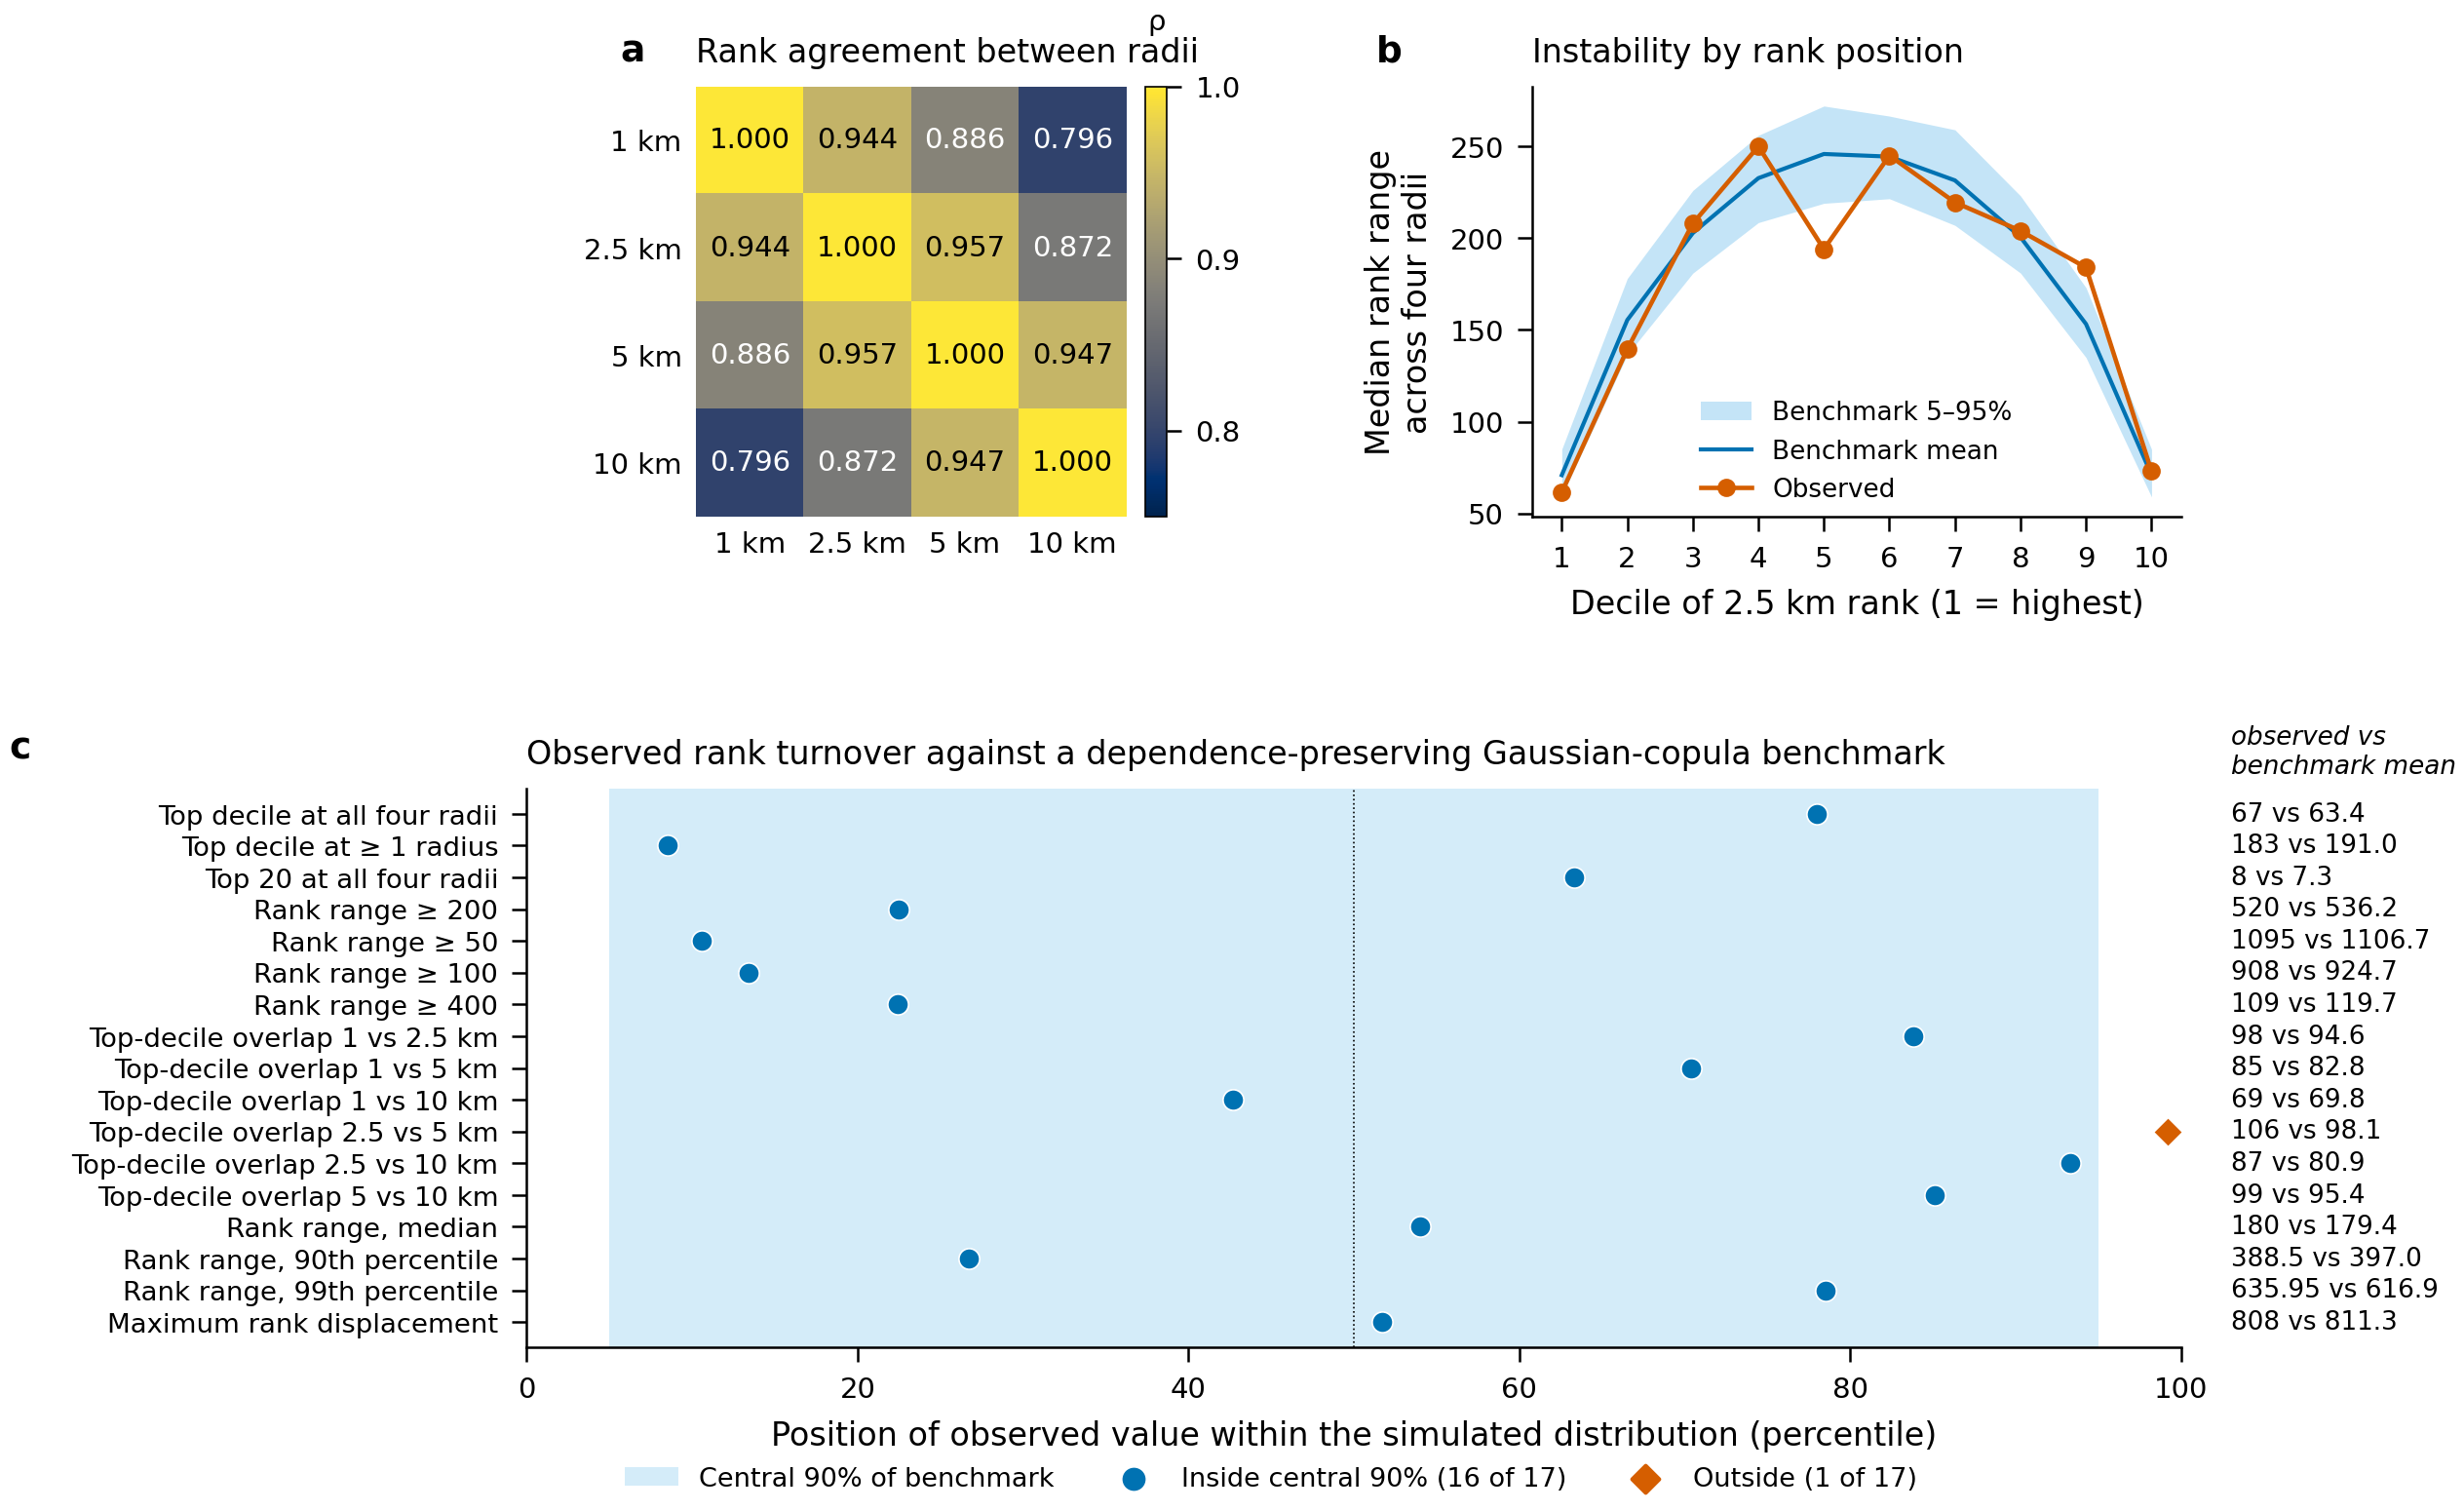 a
Rank agreement between radii
ρ
1 km
2.5 km
5 km
10 km
1.000 0.944 0.886 0.796
0.944 1.000 0.957 0.872
0.886 0.957 1.000 0.947
0.796 0.872 0.947 1.000
1 km 2.5 km 5 km 10 km
1.0
0.9
0.8
b
Instability by rank position
Median rank range
across four radii
250
200
150
100
50
Benchmark 5–95%
Benchmark mean
Observed
1 2 3 4 5 6 7 8 9 10
Decile of 2.5 km rank (1 = highest)
c
Observed rank turnover against a dependence-preserving Gaussian-copula benchmark
observed vs
benchmark mean
Top decile at all four radii 67 vs 63.4
Top decile at ≥ 1 radius 183 vs 191.0
Top 20 at all four radii 8 vs 7.3
Rank range ≥ 200 520 vs 536.2
Rank range ≥ 50 1095 vs 1106.7
Rank range ≥ 100 908 vs 924.7
Rank range ≥ 400 109 vs 119.7
Top-decile overlap 1 vs 2.5 km 98 vs 94.6
Top-decile overlap 1 vs 5 km 85 vs 82.8
Top-decile overlap 1 vs 10 km 69 vs 69.8
Top-decile overlap 2.5 vs 5 km 106 vs 98.1
Top-decile overlap 2.5 vs 10 km 87 vs 80.9
Top-decile overlap 5 vs 10 km 99 vs 95.4
Rank range, median 180 vs 179.4
Rank range, 90th percentile 388.5 vs 397.0
Rank range, 99th percentile 635.95 vs 616.9
Maximum rank displacement 808 vs 811.3
0 20 40 60 80 100
Position of observed value within the simulated distribution (percentile)
Central 90% of benchmark Inside central 90% (16 of 17) Outside (1 of 17)